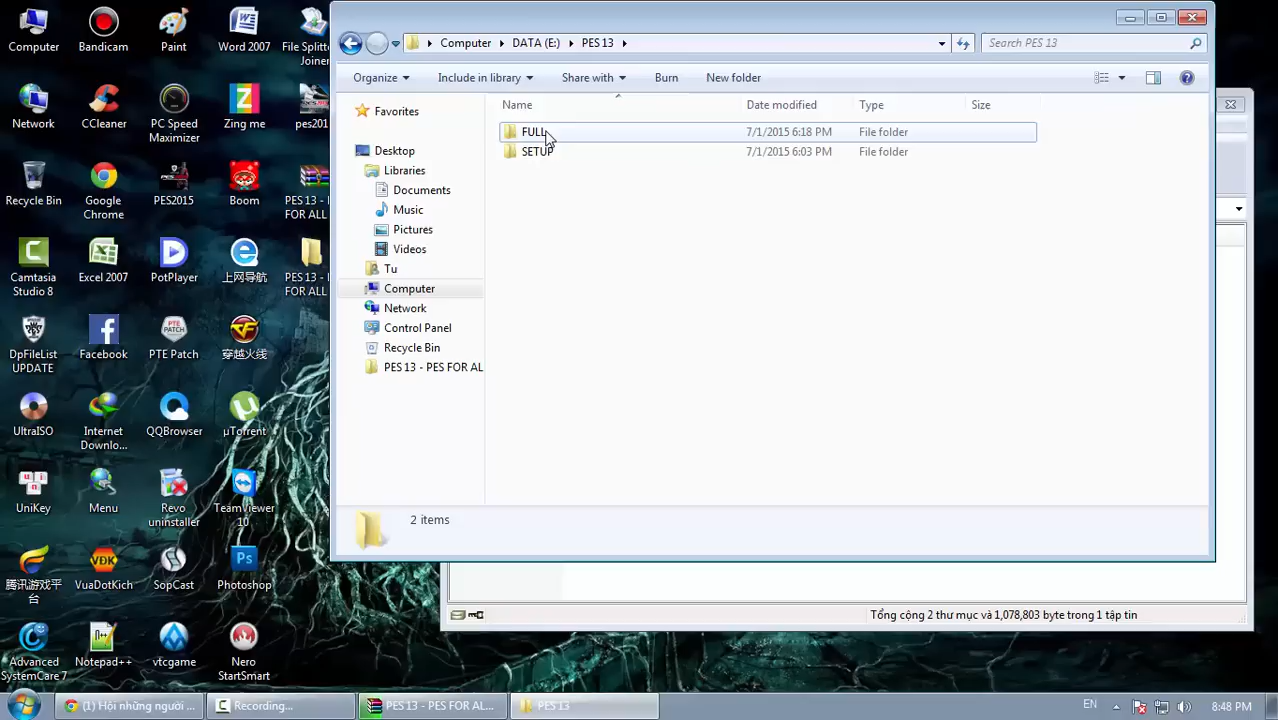 Computer
Bandicam
Paint
Word 2007
File Splitter
Joiner
Network
CCleaner
PC Speed
Maximizer
Zing me
pes201
Recycle Bin
Google
Chrome
PES2015
Boom
PES 13 -
FOR ALL
Camtasia
Studio 8
Excel 2007
PotPlayer
上网导航
PES 13 -
FOR ALL
DpFileList
UPDATE
Facebook
PTE PATCH
PTE Patch
穿越火线
UltraISO
Internet
Downlo...
QQBrowser
µTorrent
UniKey
Menu
Revo
uninstaller
TeamViewer
10
腾讯游戏平
台
VDK
VuaDotKich
SopCast
Ps
Photoshop
Advanced
SystemCare 7
Notepad++
vtcgame
Nero
StartSmart
Computer
DATA (E:)
PES 13
Search PES 13
Organize
Include in library
Share with
Burn
New folder
Favorites
Desktop
Libraries
Documents
Music
Pictures
Videos
Tu
Computer
Network
Control Panel
Recycle Bin
PES 13 - PES FOR AL
Name
Date modified
Type
Size
FULL
7/1/2015 6:18 PM
File folder
SETUP
7/1/2015 6:03 PM
File folder
2 items
Tổng cộng 2 thư mục và 1,078,803 byte trong 1 tập tin
(1) Hội những người ...
Recording...
PES 13 - PES FOR AL...
PES 13
EN
8:48 PM